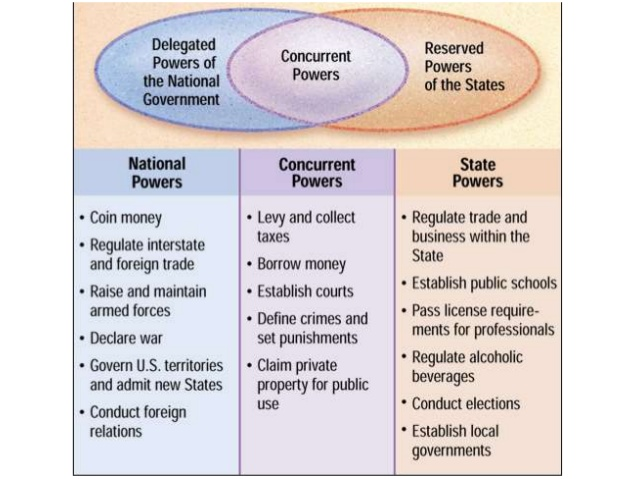 Delegated
Powers of
the National
Government
Concurrent
Powers
Reserved
Powers
of the States
National
Powers
Concurrent
Powers
State
Powers
• Coin money
• Regulate interstate
and foreign trade
• Raise and maintain
armed forces
• Declare war
• Govern U.S. territories
and admit new States
• Conduct foreign
relations
• Levy and collect
taxes
• Borrow money
• Establish courts
• Define crimes and
set punishments
• Claim private
property for public
use
• Regulate trade and
business within the
State
• Establish public schools
• Pass license require-
ments for professionals
• Regulate alcoholic
beverages
• Conduct elections
• Establish local
governments